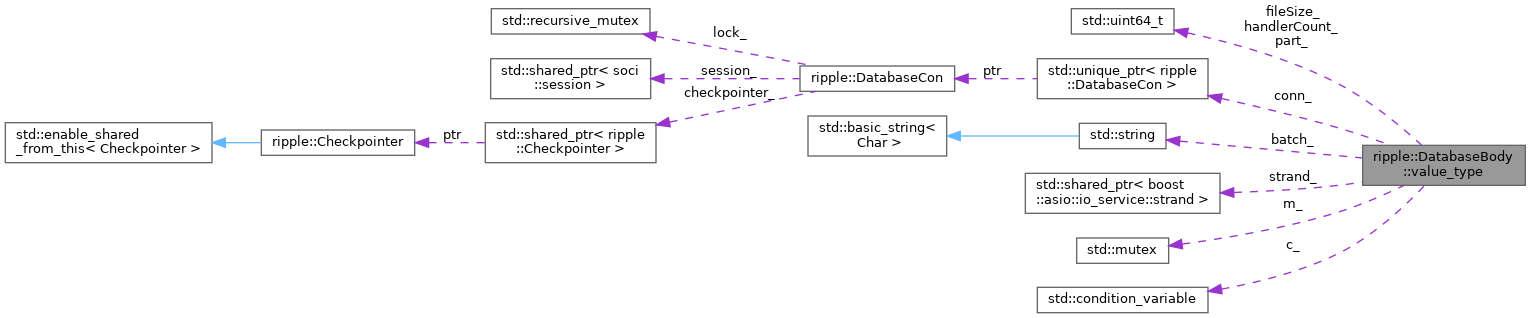 std::recursive_mutex
lock_
std::shared_ptr< soci
::session >
session_
checkpointer_
std::enable_shared
_from_this< Checkpointer >
ripple::Checkpointer
ptr
std::shared_ptr< ripple
::Checkpointer >
ripple::DatabaseCon
ptr
std::basic_string<
Char >
std::uint64_t
fileSize_
handlerCount_
part_
std::unique_ptr< ripple
::DatabaseCon >
conn_
std::string
batch_
std::shared_ptr< boost
::asio::io_service::strand >
strand_
std::mutex
m_
std::condition_variable
c_
ripple::DatabaseBody
::value_type